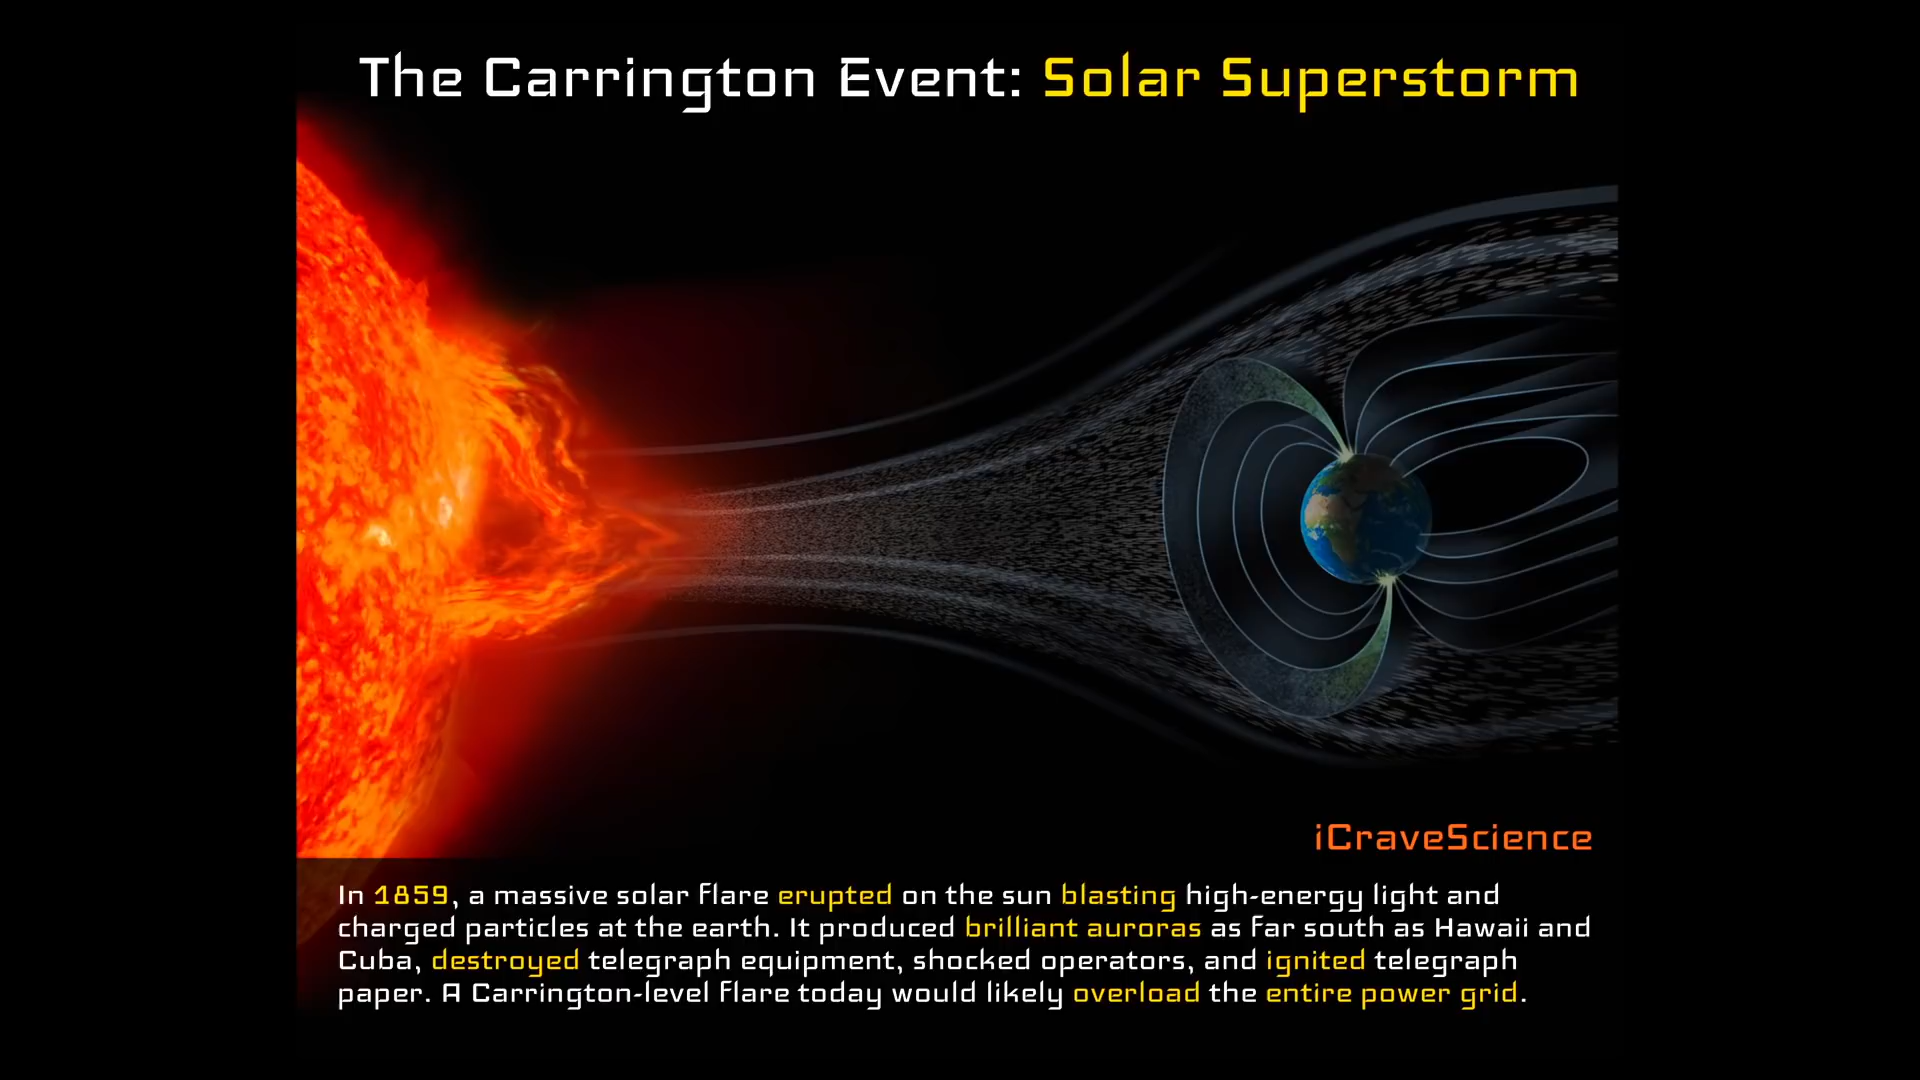 The Carrington Event: Solar Superstorm
iCraveScience
In 1859, a massive solar flare erupted on the sun blasting high-energy light and
charged particles at the earth. It produced brilliant auroras as far south as Hawaii and
Cuba, destroyed telegraph equipment, shocked operators, and ignited telegraph
paper. A Carrington-level flare today would likely overload the entire power grid.